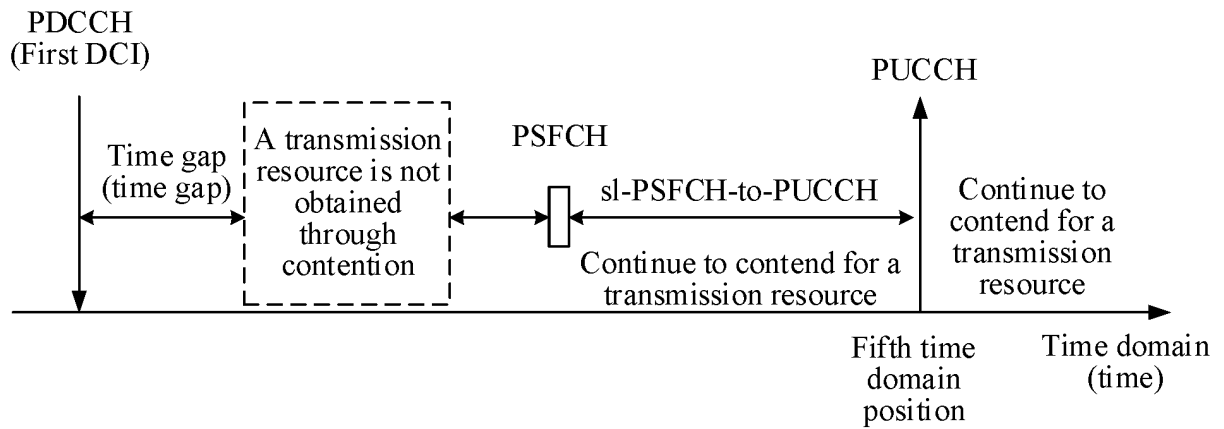 PDCCH
(First DCI)
PUCCH
A transmission
resource is not
obtained
through
contention
PSFCH
Time gap
(time gap)
sl-PSFCH-to-PUCCH
Continue to
contend for a
transmission
resource
Continue to contend for a
transmission resource
Fifth time
domain
position
Time domain
(time)